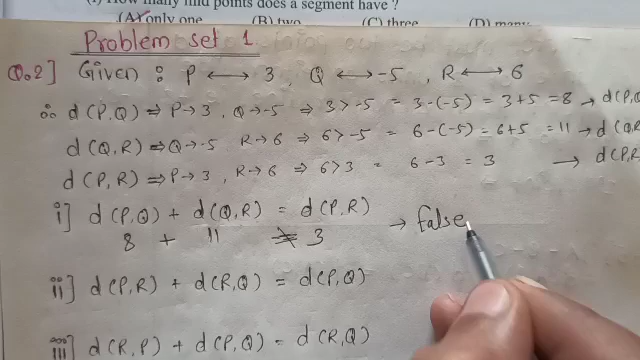 (A) only one (B) two (C) three (D) many
Problem set 1
Q.2] Given : P ↔ 3, Q ↔ -5, R ↔ 6
∴ d(P,Q) ⇒ P→3, Q→-5 ⇒ 3>-5 = 3-(-5) = 3+5 = 8 → d(P,Q
d(Q,R) ⇒ Q→-5 R→6 ⇒ 6>-5 = 6-(-5) = 6+5 = 11 → d(Q,R
d(P,R) ⇒ P→3, R→6 ⇒ 6>3 = 6-3 = 3 → d(P,R
i] d(P,Q) + d(Q,R) = d(P,R)
8 + 11 ≠ 3 → false
ii] d(P,R) + d(R,Q) = d(P,Q)
iii] d(R,P) + d(P,Q) = d(R,Q)